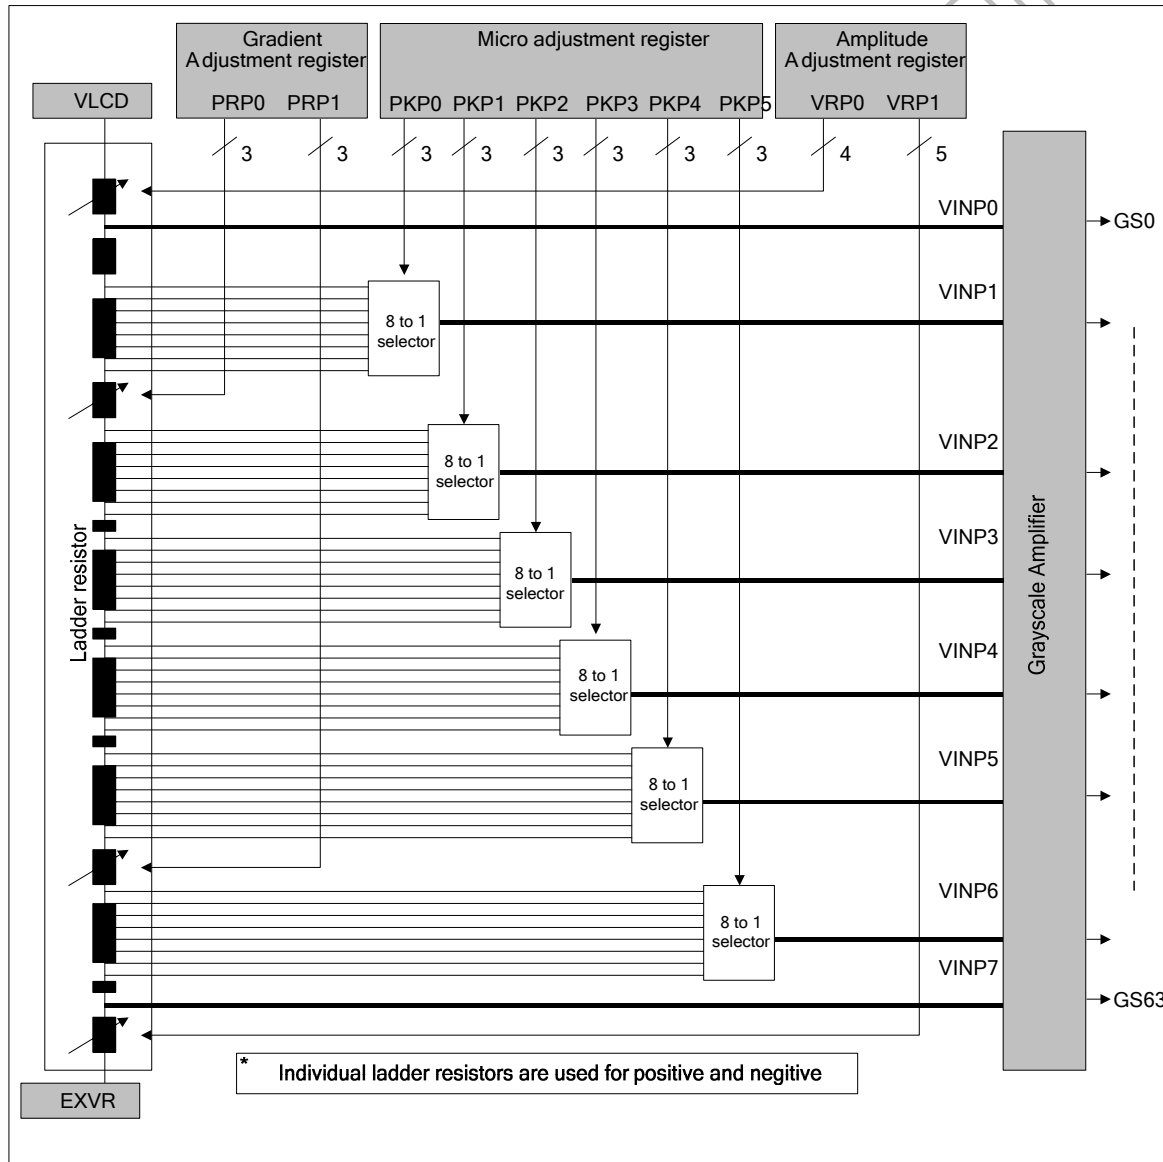 Gradient
Adjustment register
PRP0 PRP1
Micro adjustment register
PKP0 PKP1 PKP2 PKP3 PKP4 PKP5
Amplitude
Adjustment register
VRP0 VRP1
VLCD
3 3 3 3 3 3 3 3 4 5
VINP0
GS0
VINP1
8 to 1
selector
VINP2
8 to 1
selector
VINP3
8 to 1
selector
VINP4
8 to 1
selector
VINP5
8 to 1
selector
VINP6
8 to 1
selector
VINP7
GS63
Ladder resistor
Grayscale Amplifier
* Individual ladder resistors are used for positive and negitive
EXVR